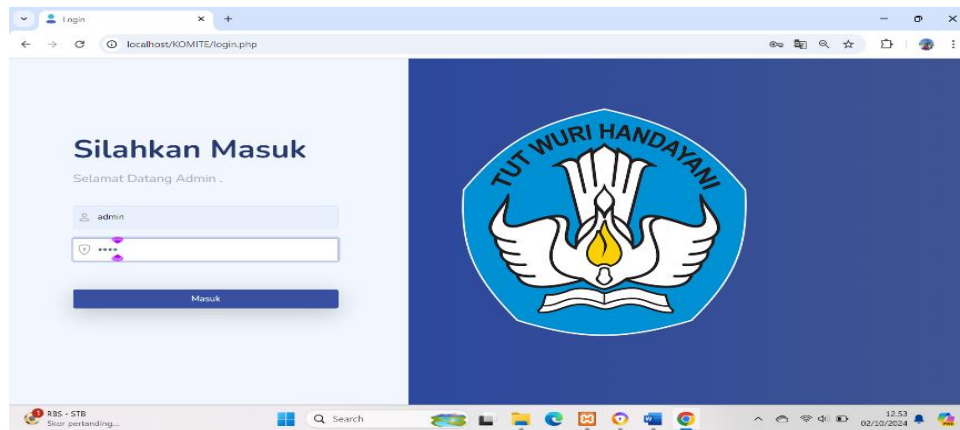 Login
localhost/KOMITE/login.php
TUT WURI HANDAYANI
Silahkan Masuk
Selamat Datang Admin .
admin
••••
Masuk
1
RBS - STB
Skor pertanding...
Search
12.53
02/10/2024